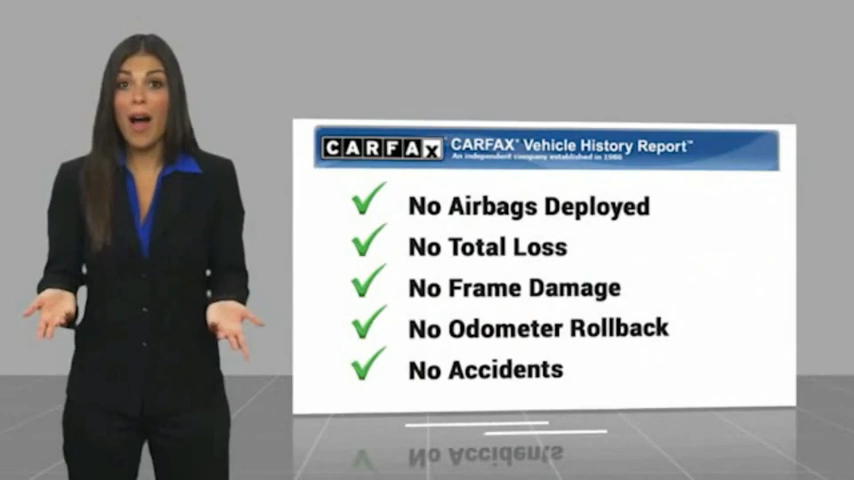 CARFAX CARFAX® Vehicle History Report™
An independent company established in 1986
No Airbags Deployed
No Total Loss
No Frame Damage
No Odometer Rollback
No Accidents
No Accidents